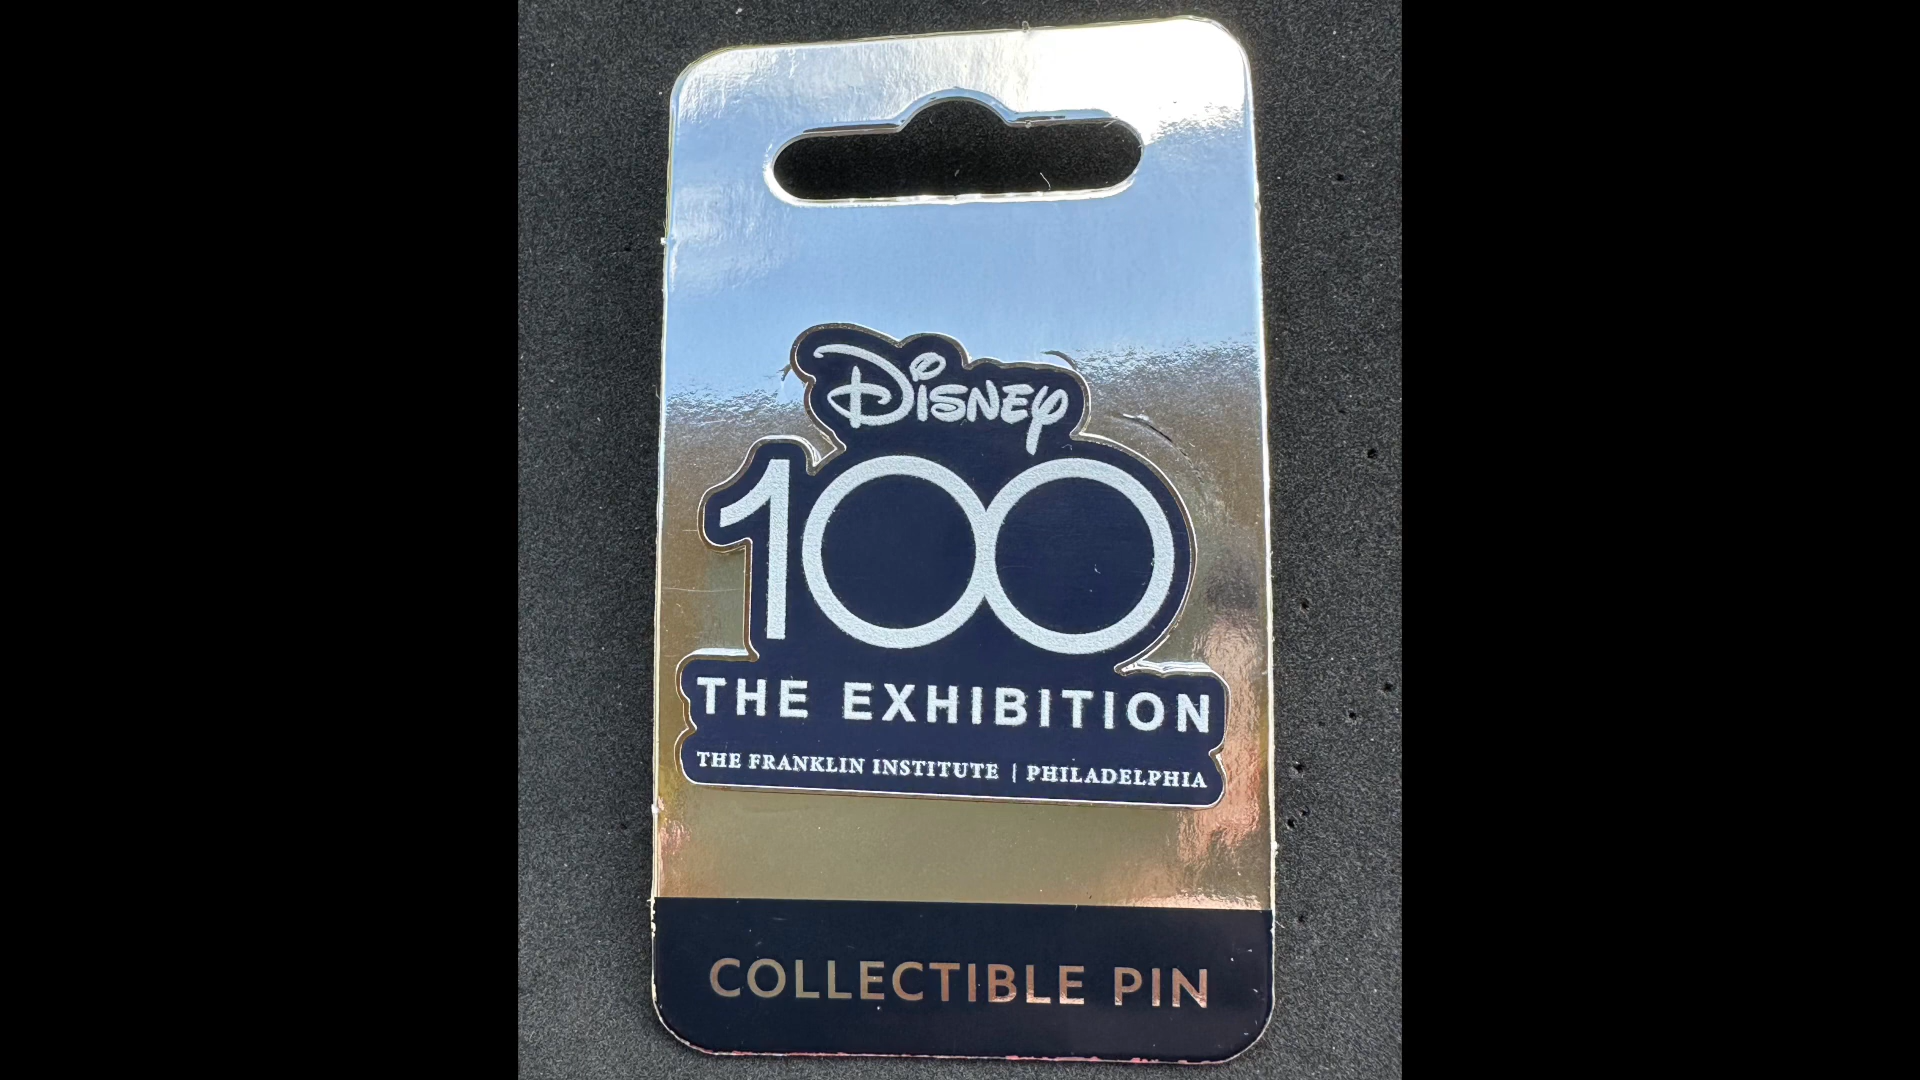 Disney
100
THE EXHIBITION
THE FRANKLIN INSTITUTE | PHILADELPHIA
COLLECTIBLE PIN